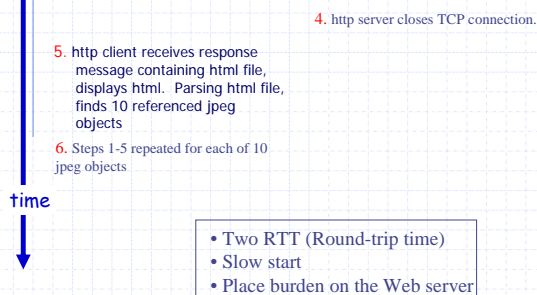 4. http server closes TCP connection.
5. http client receives response
message containing html file,
displays html. Parsing html file,
finds 10 referenced jpeg
objects
6. Steps 1-5 repeated for each of 10
jpeg objects
time
• Two RTT (Round-trip time)
• Slow start
• Place burden on the Web server